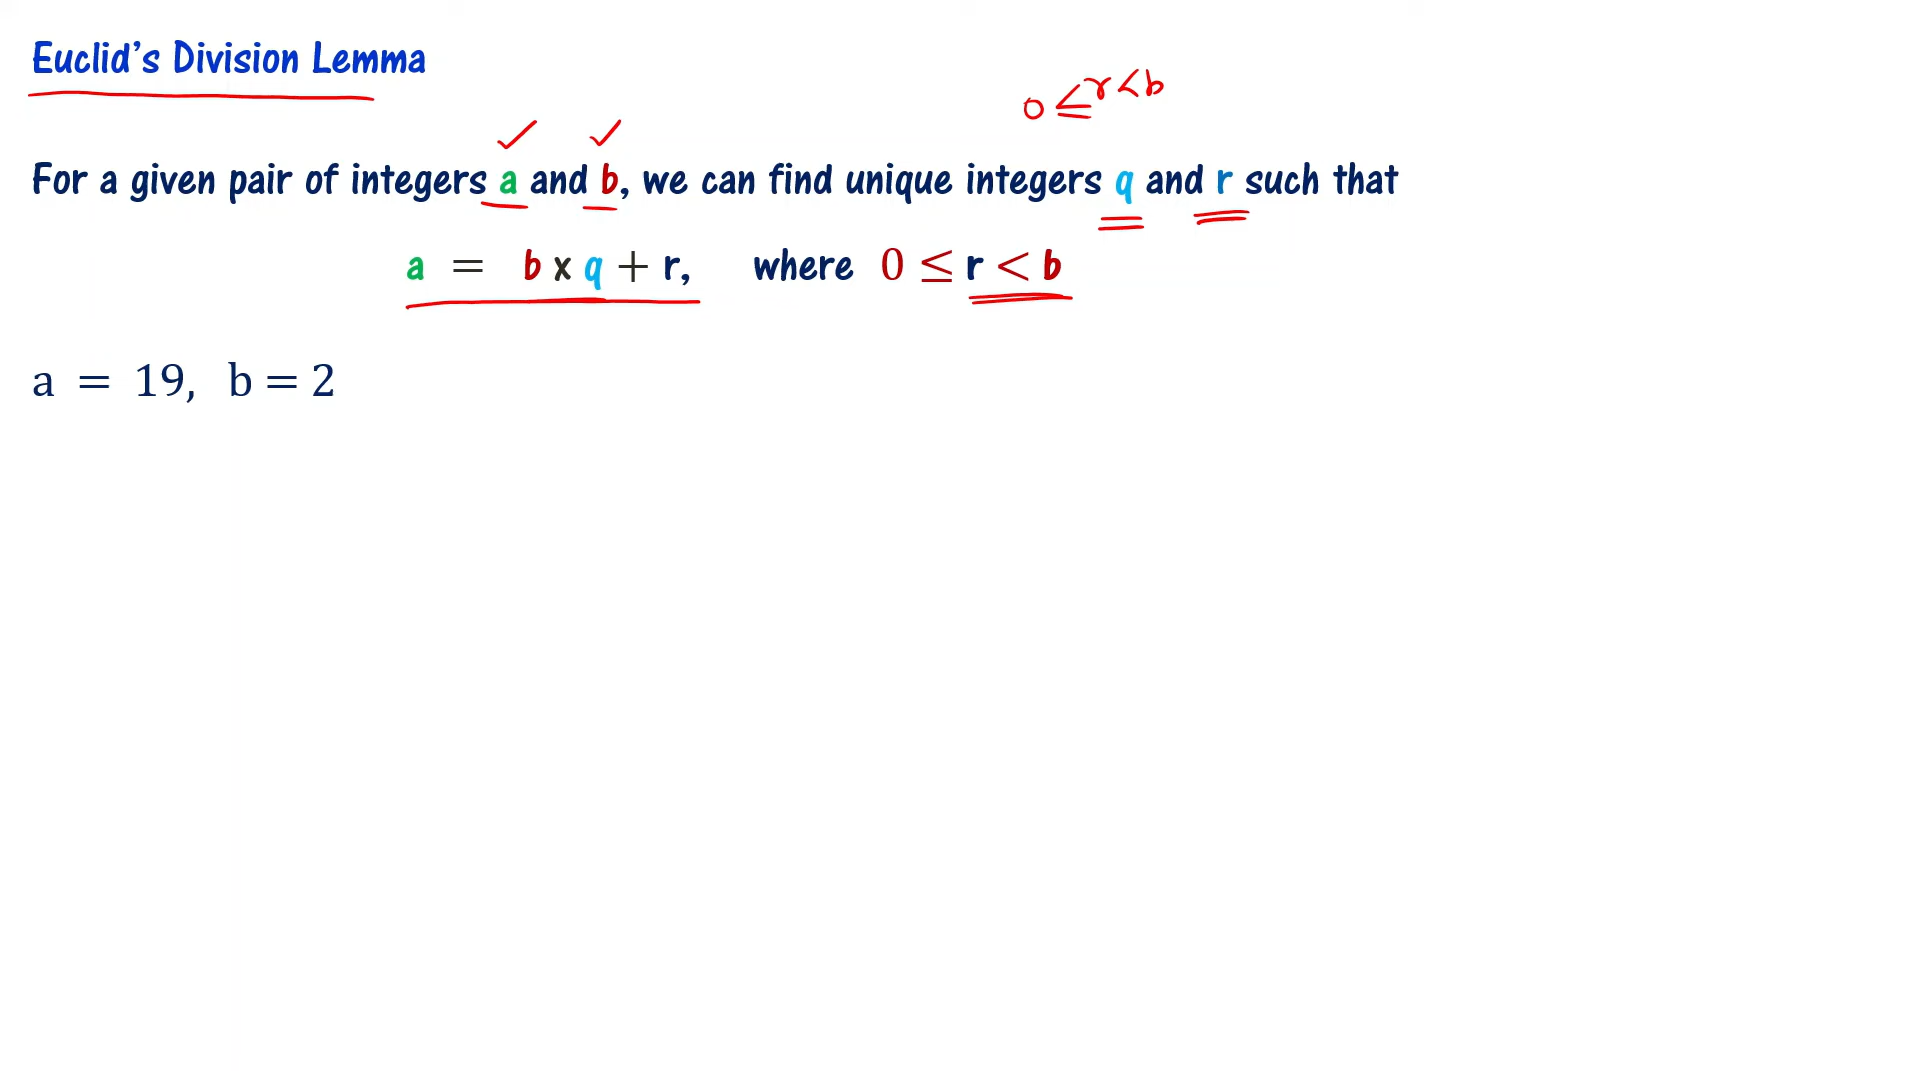 Euclid’s Division Lemma
0 ≤ r < b
For a given pair of integers a and b, we can find unique integers q and r such that
a = b x q + r, where 0 ≤ r < b
a = 19, b = 2